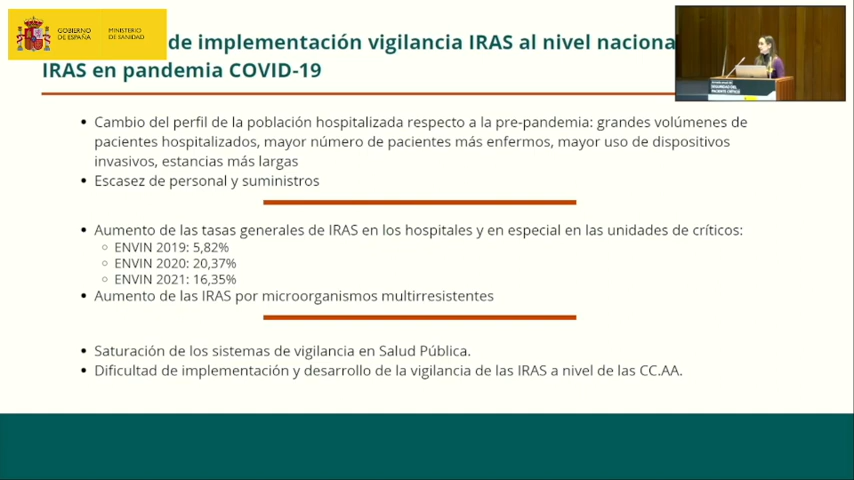 GOBIERNO
DE ESPAÑA
MINISTERIO
DE SANIDAD
de implementación vigilancia IRAS al nivel naciona
IRAS en pandemia COVID-19
• Cambio del perfil de la población hospitalizada respecto a la pre-pandemia: grandes volúmenes de
pacientes hospitalizados, mayor número de pacientes más enfermos, mayor uso de dispositivos
invasivos, estancias más largas
• Escasez de personal y suministros
• Aumento de las tasas generales de IRAS en los hospitales y en especial en las unidades de críticos:
○ ENVIN 2019: 5,82%
○ ENVIN 2020: 20,37%
○ ENVIN 2021: 16,35%
• Aumento de las IRAS por microorganismos multirresistentes
• Saturación de los sistemas de vigilancia en Salud Pública.
• Dificultad de implementación y desarrollo de la vigilancia de las IRAS a nivel de las CC.AA.
SEGURIDAD DEL
PACIENTE CRÍTICO